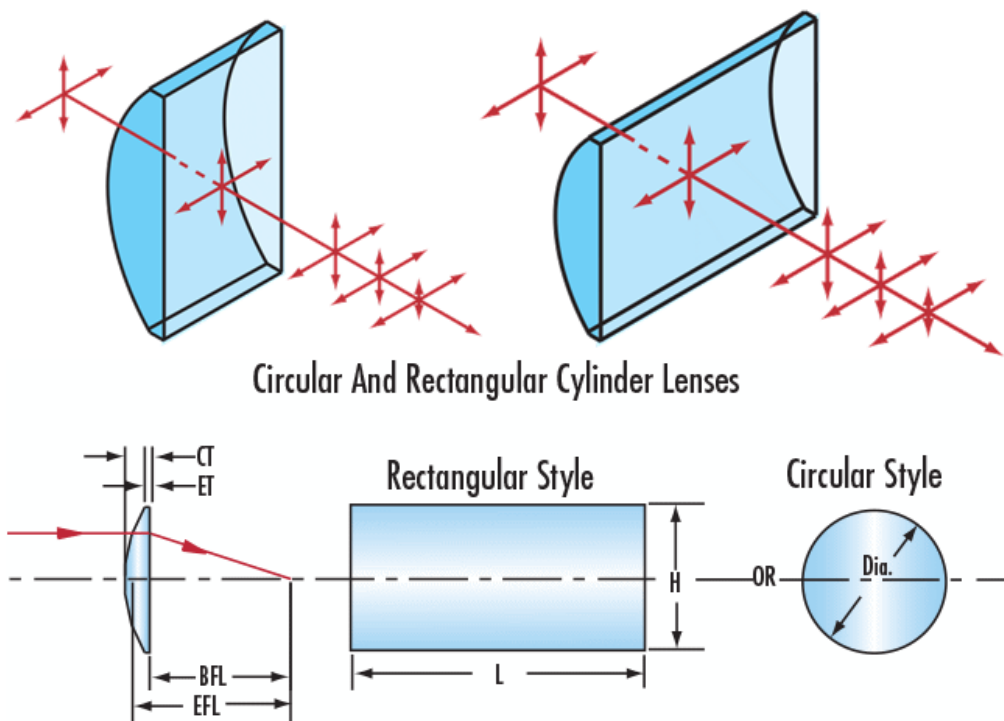 Circular And Rectangular Cylinder Lenses
CT
ET
Rectangular Style
Circular Style
H
OR
Dia.
BFL
L
EFL